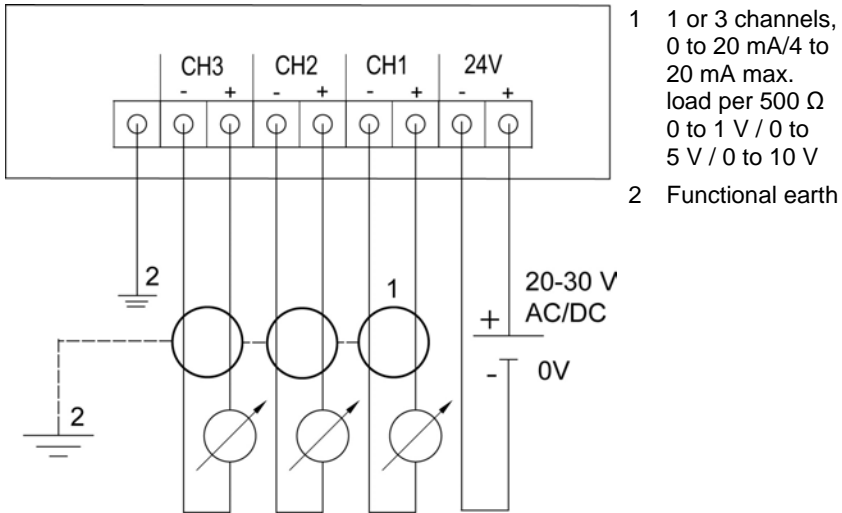 CH3 CH2 CH1 24V
- + - + - + - +
2
1
20-30 V
AC/DC
+
- 0V
2
1 1 or 3 channels,
0 to 20 mA/4 to
20 mA max.
load per 500 Ω
0 to 1 V / 0 to
5 V / 0 to 10 V
2 Functional earth